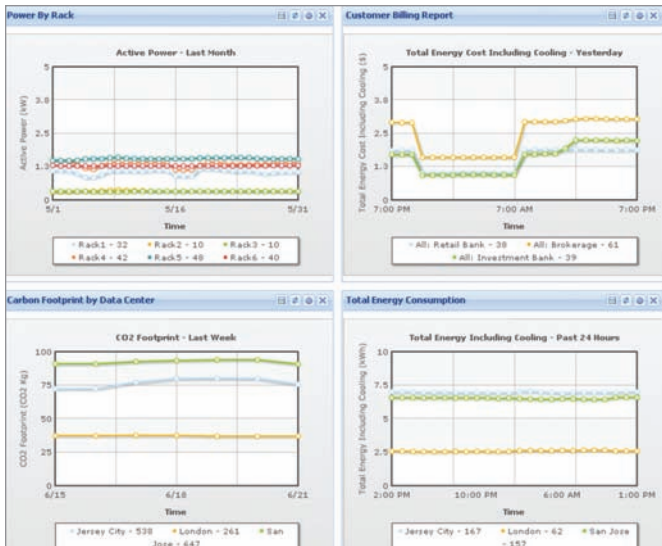 Power By Rack
Active Power - Last Month
Active Power (kW)
5
3.8
2.5
1.3
0
5/1 5/16 5/31
Time
Rack1 - 32 Rack2 - 10 Rack3 - 10
Rack4 - 42 Rack5 - 48 Rack6 - 40
Customer Billing Report
Total Energy Cost Including Cooling - Yesterday
Total Energy Cost Including Cooling ($)
5
3.8
2.5
1.3
0
7:00 PM 7:00 AM 7:00 PM
Time
All: Retail Bank - 38 All: Brokerage - 61
All: Investment Bank - 39
Carbon Footprint by Data Center
CO2 Footprint - Last Week
CO2 Footprint (CO2 Kg)
100
75
50
25
0
6/15 6/18 6/21
Time
Jersey City - 538 London - 261 San
Jose - 647
Total Energy Consumption
Total Energy Including Cooling - Past 24 Hours
Total Energy Including Cooling (kWh)
10
7.5
5
2.5
0
2:00 PM 10:00 PM 6:00 AM 1:00 PM
Time
Jersey City - 167 London - 62 San Jose
- 157